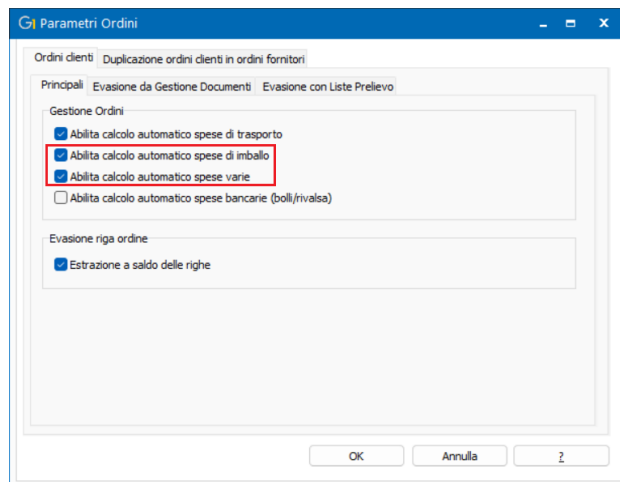 G1 Parametri Ordini
Ordini clienti Duplicazione ordini clienti in ordini fornitori
Principali Evasione da Gestione Documenti Evasione con Liste Prelievo
Gestione Ordini
Abilita calcolo automatico spese di trasporto
Abilita calcolo automatico spese di imballo
Abilita calcolo automatico spese varie
Abilita calcolo automatico spese bancarie (bolli/rivalsa)
Evasione riga ordine
Estrazione a saldo delle righe
OK Annulla ?